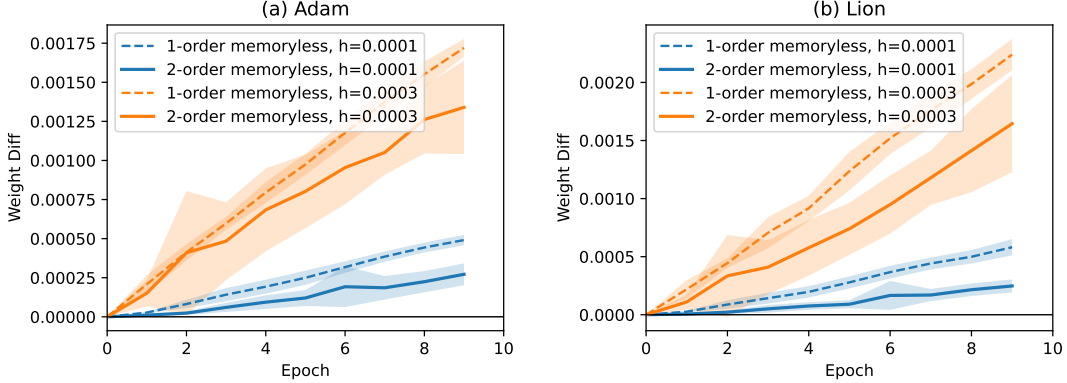 (a) Adam
Weight Diff
0.00175
0.00150
0.00125
0.00100
0.00075
0.00050
0.00025
0.00000
1-order memoryless, h=0.0001
2-order memoryless, h=0.0001
1-order memoryless, h=0.0003
2-order memoryless, h=0.0003
0 2 4 6 8 10
Epoch
(b) Lion
Weight Diff
0.0020
0.0015
0.0010
0.0005
0.0000
1-order memoryless, h=0.0001
2-order memoryless, h=0.0001
1-order memoryless, h=0.0003
2-order memoryless, h=0.0003
0 2 4 6 8 10
Epoch